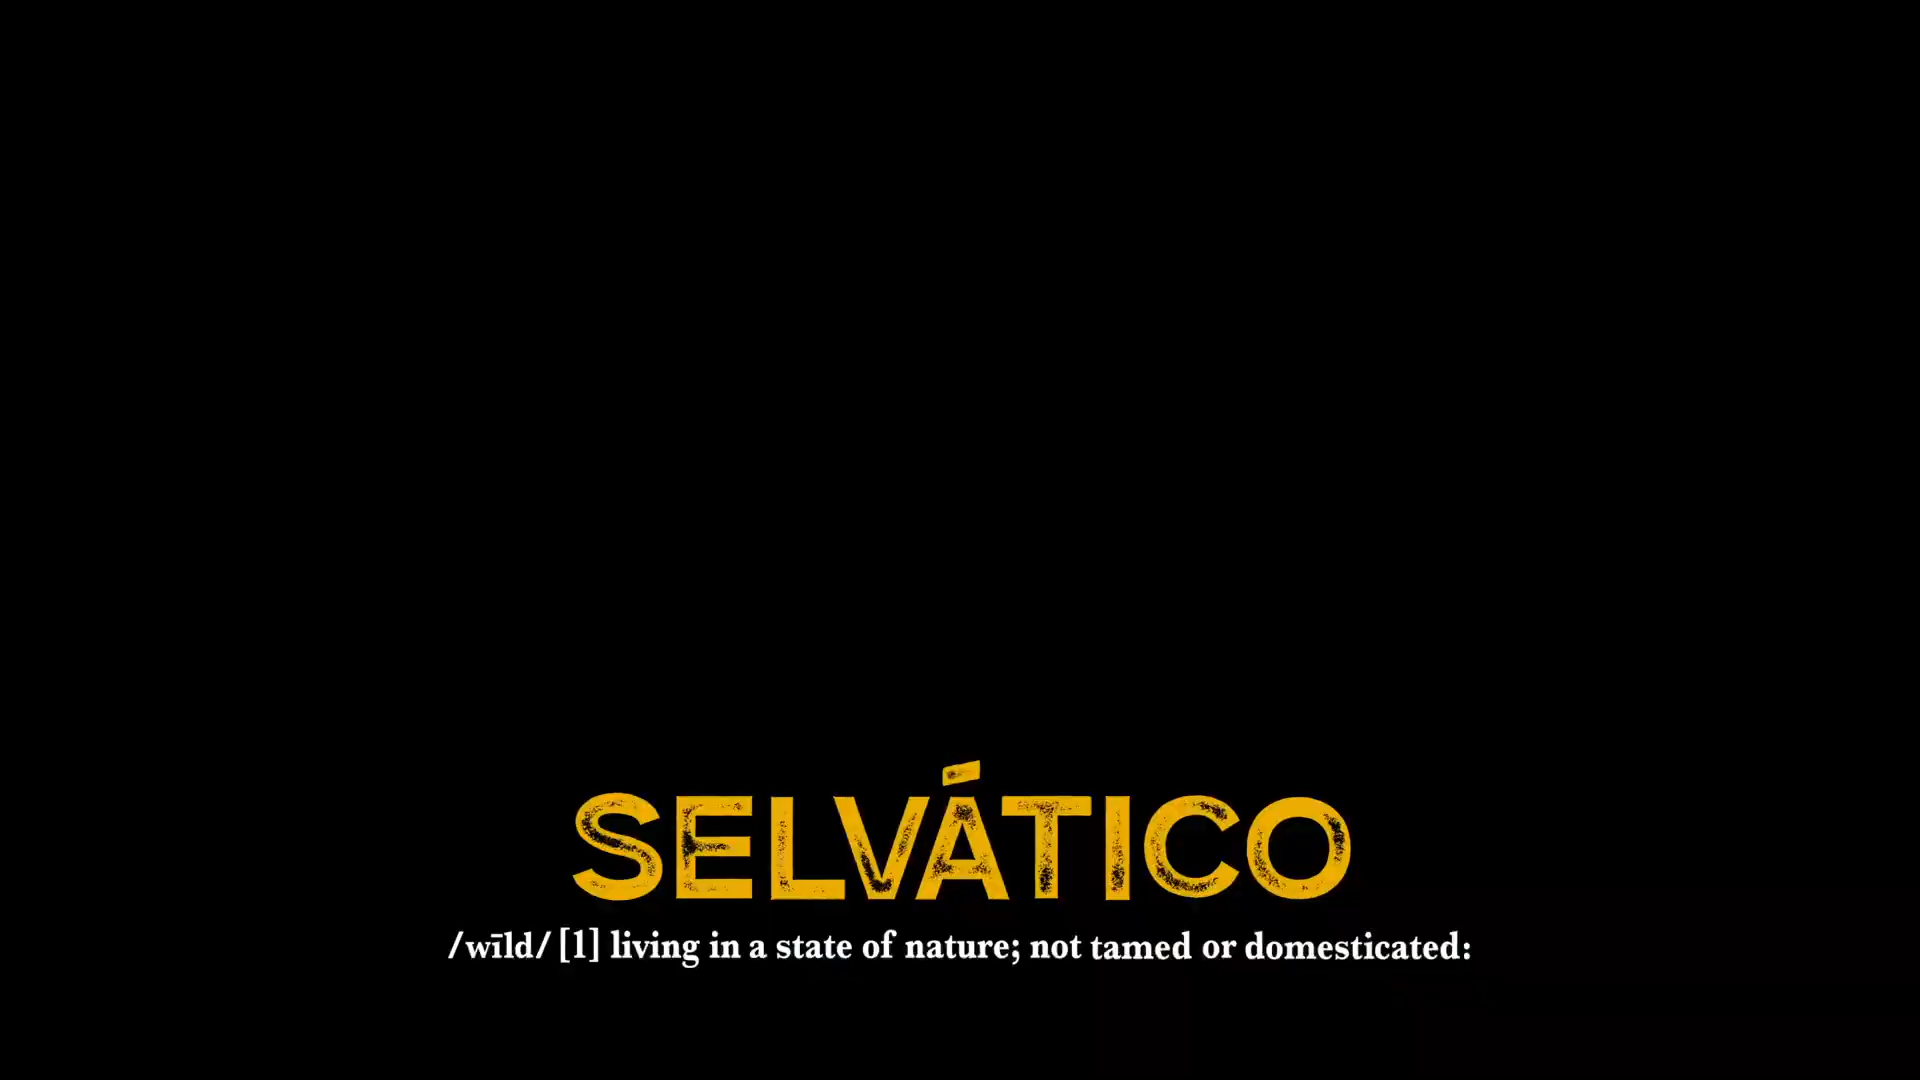 SELVÁTICO
/wīld/ [1] living in a state of nature; not tamed or domesticated: